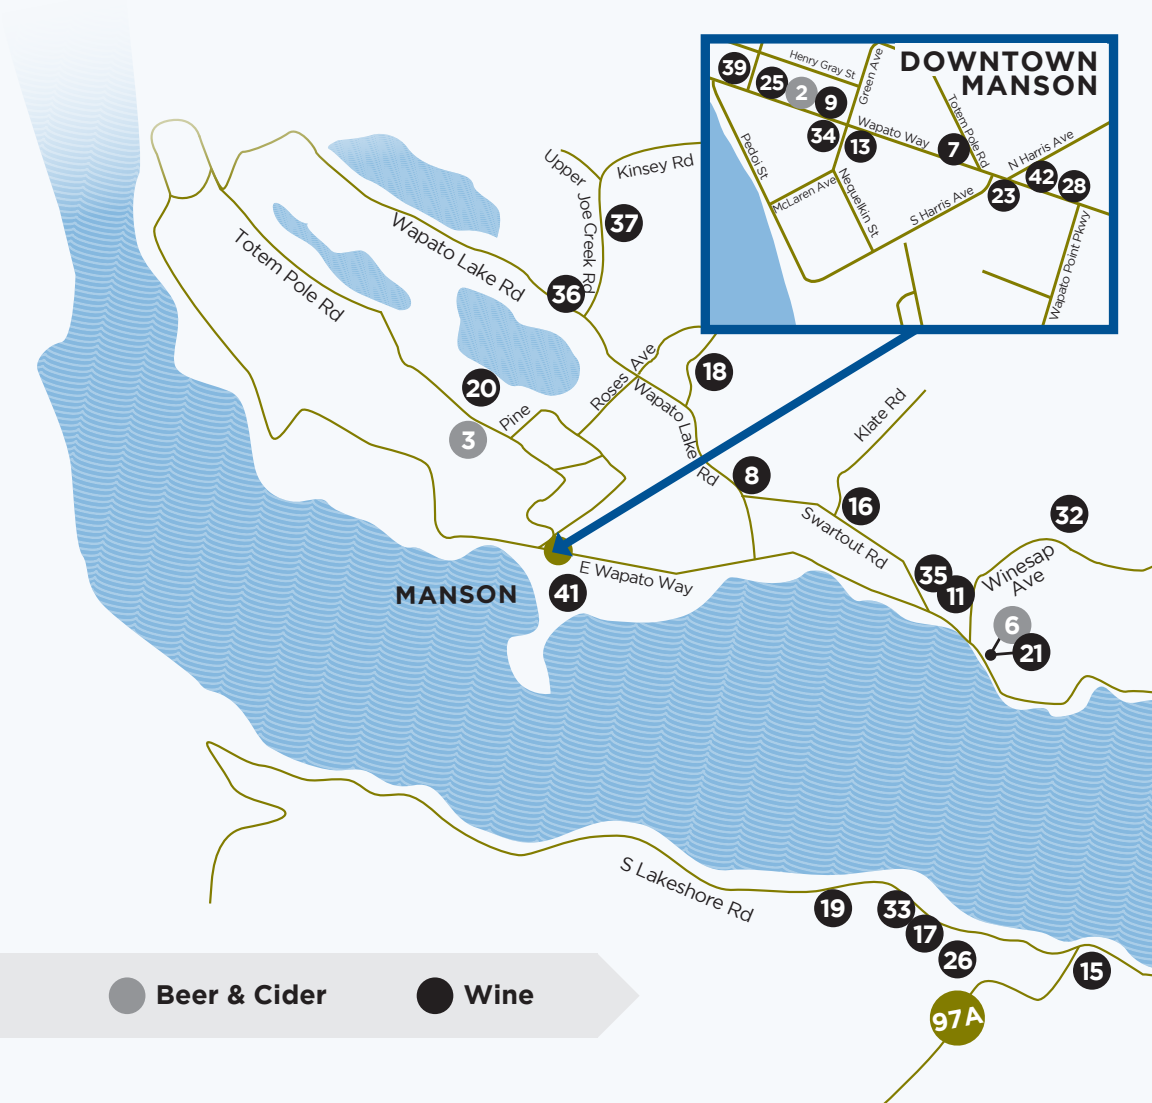 DOWNTOWN
MANSON
39
25
2
9
34
13
7
42
28
23
Henry Gray St
Green Ave
Wapato Way
Totem Pole Rd
N Harris Ave
Pedoi St
McLaren Ave
Nequelkin St
S Harris Ave
Wapato Point Pkwy
Upper
Joe Creek Rd
Kinsey Rd
37
Wapato Lake Rd
36
Totem Pole Rd
20
3
Pine
Roses Ave
18
Wapato Lake
Rd
8
Klate Rd
16
Swartout Rd
32
35
11
Winesap
Ave
6
21
E Wapato Way
MANSON
41
S Lakeshore Rd
19
33
17
26
15
97A
Beer & Cider
Wine